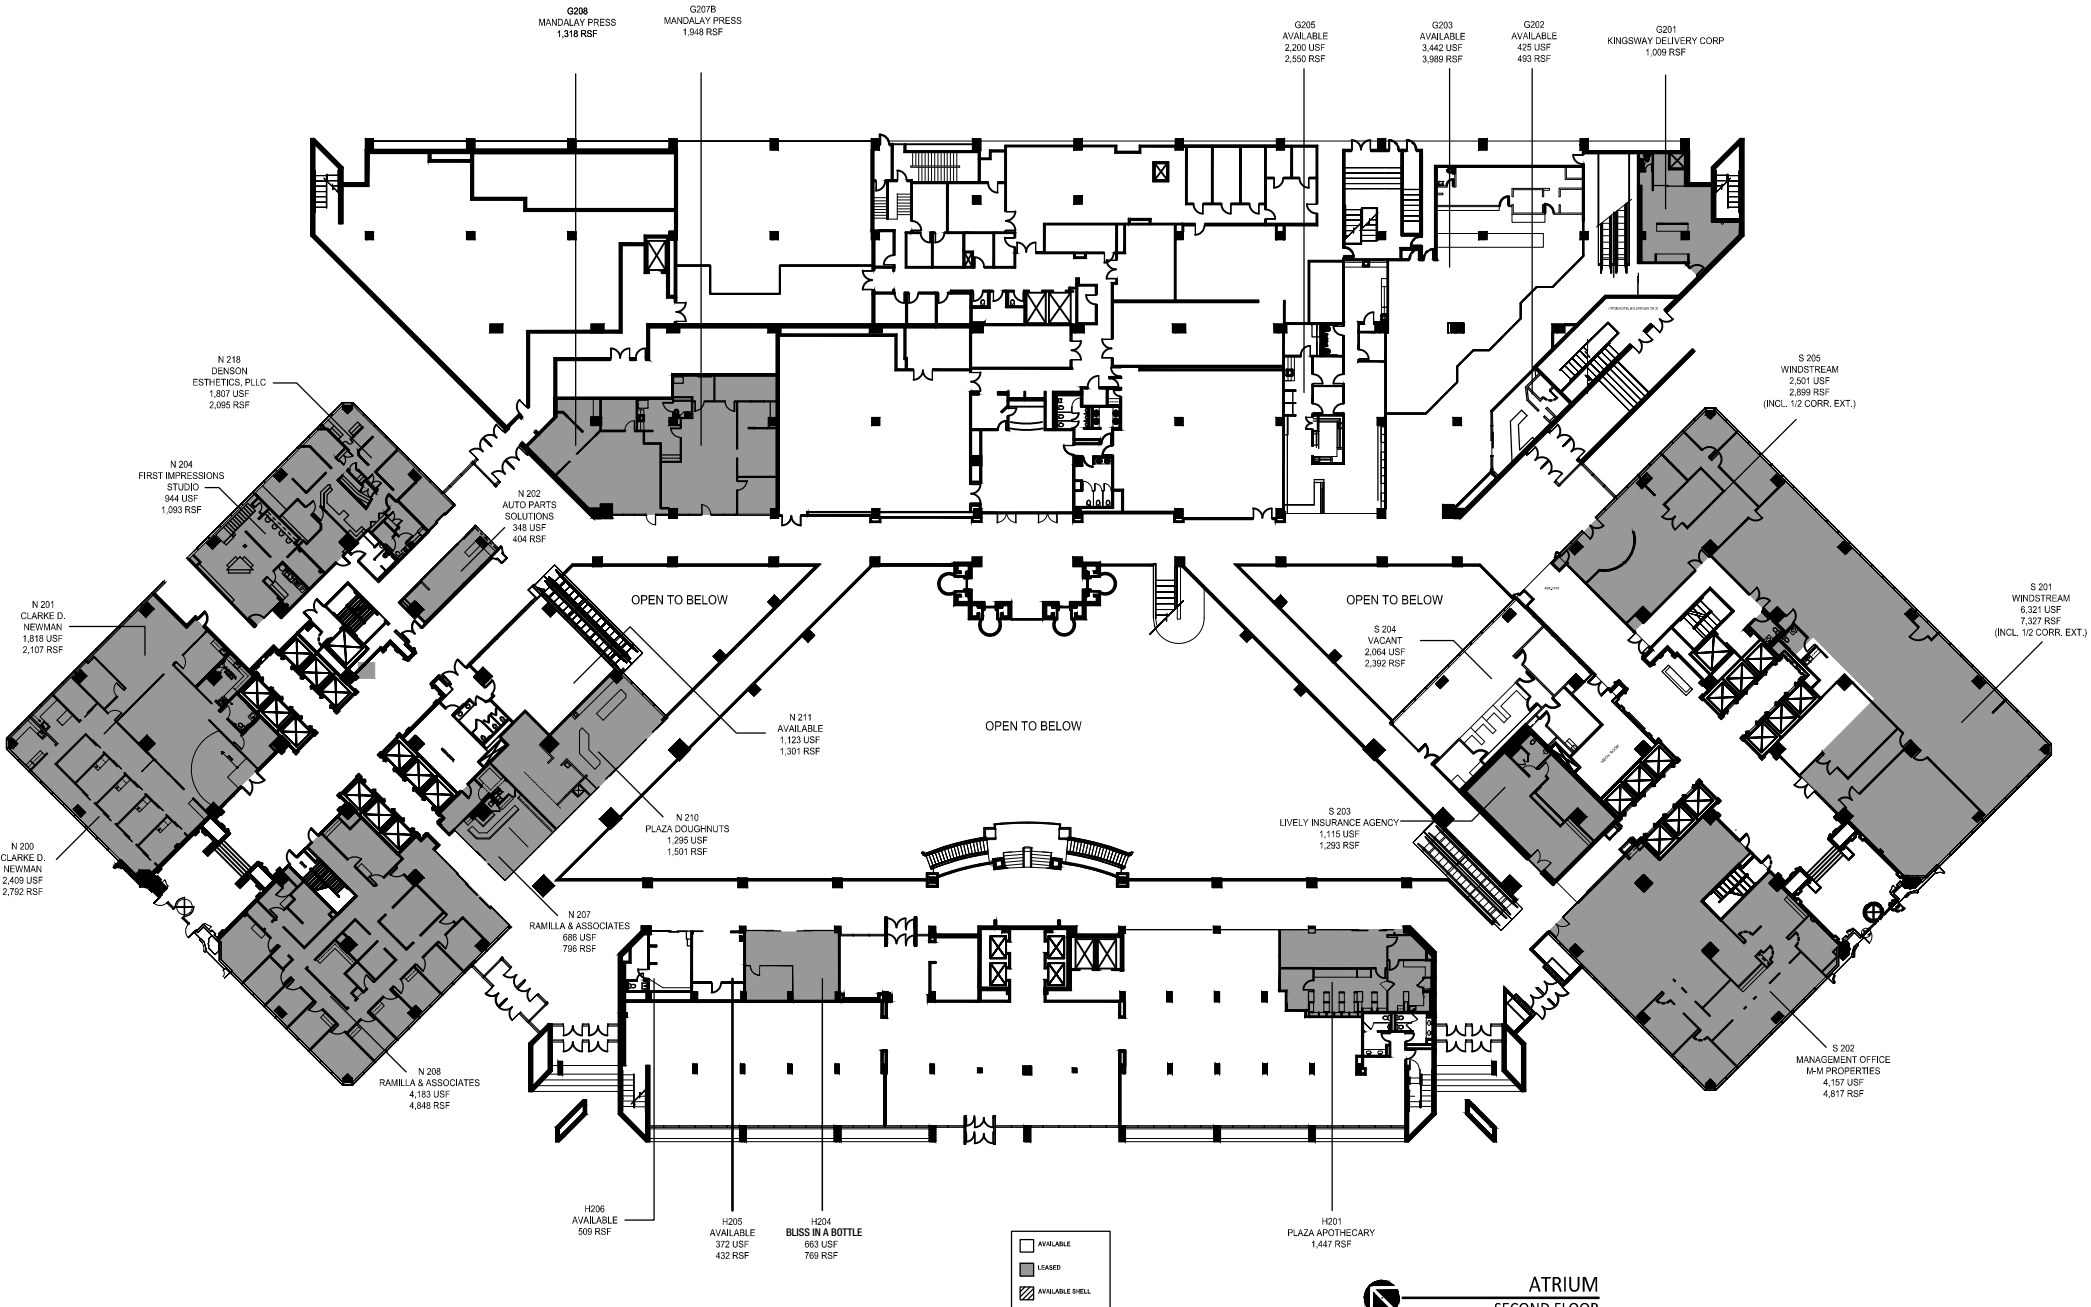 G208
MANDALAY PRESS
1,318 RSF
G207B
MANDALAY PRESS
1,948 RSF
G205
AVAILABLE
2,200 USF
2,550 RSF
G203
AVAILABLE
3,442 USF
3,989 RSF
G202
AVAILABLE
425 USF
493 RSF
G201
KINGSWAY DELIVERY CORP
1,009 RSF
N 218
DENSON
ESTHETICS, PLLC
1,807 USF
2,095 RSF
S 205
WINDSTREAM
2,501 USF
2,899 RSF
(INCL. 1/2 CORR. EXT.)
N 204
FIRST IMPRESSIONS
STUDIO
944 USF
1,093 RSF
N 202
AUTO PARTS
SOLUTIONS
348 USF
404 RSF
N 201
CLARKE D.
NEWMAN
1,818 USF
2,107 RSF
OPEN TO BELOW
OPEN TO BELOW
S 201
WINDSTREAM
6,321 USF
7,327 RSF
(INCL. 1/2 CORR. EXT.)
S 204
VACANT
2,064 USF
2,392 RSF
N 211
AVAILABLE
1,123 USF
1,301 RSF
OPEN TO BELOW
MECH. ROOM
N 210
PLAZA DOUGHNUTS
1,295 USF
1,501 RSF
S 203
LIVELY INSURANCE AGENCY
1,115 USF
1,293 RSF
N 200
CLARKE D.
NEWMAN
2,409 USF
2,792 RSF
N 207
RAMILLA & ASSOCIATES
686 USF
796 RSF
N 208
RAMILLA & ASSOCIATES
4,183 USF
4,848 RSF
S 202
MANAGEMENT OFFICE
M-M PROPERTIES
4,157 USF
4,817 RSF
H206
AVAILABLE
509 RSF
H205
AVAILABLE
372 USF
432 RSF
H204
BLISS IN A BOTTLE
663 USF
769 RSF
H201
PLAZA APOTHECARY
1,447 RSF
AVAILABLE
LEASED
AVAILABLE SHELL
ATRIUM
SECOND FLOOR